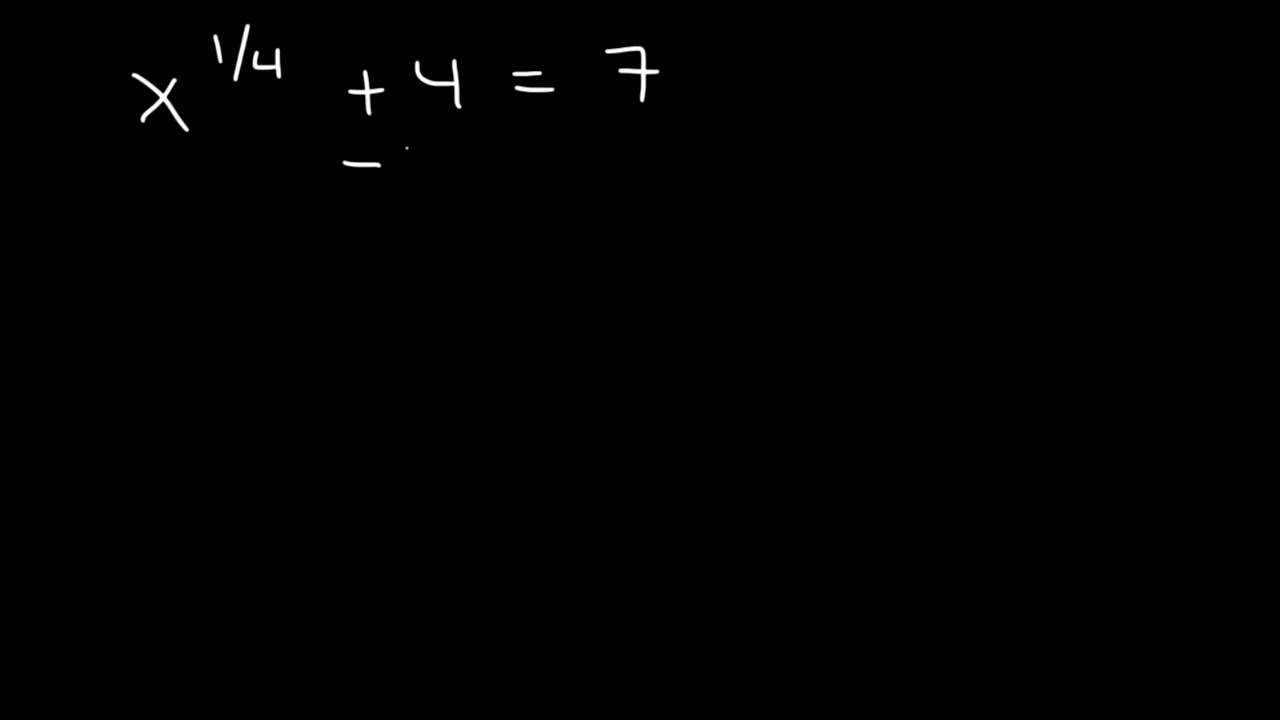 x^{1/4} + 4 = 7
−